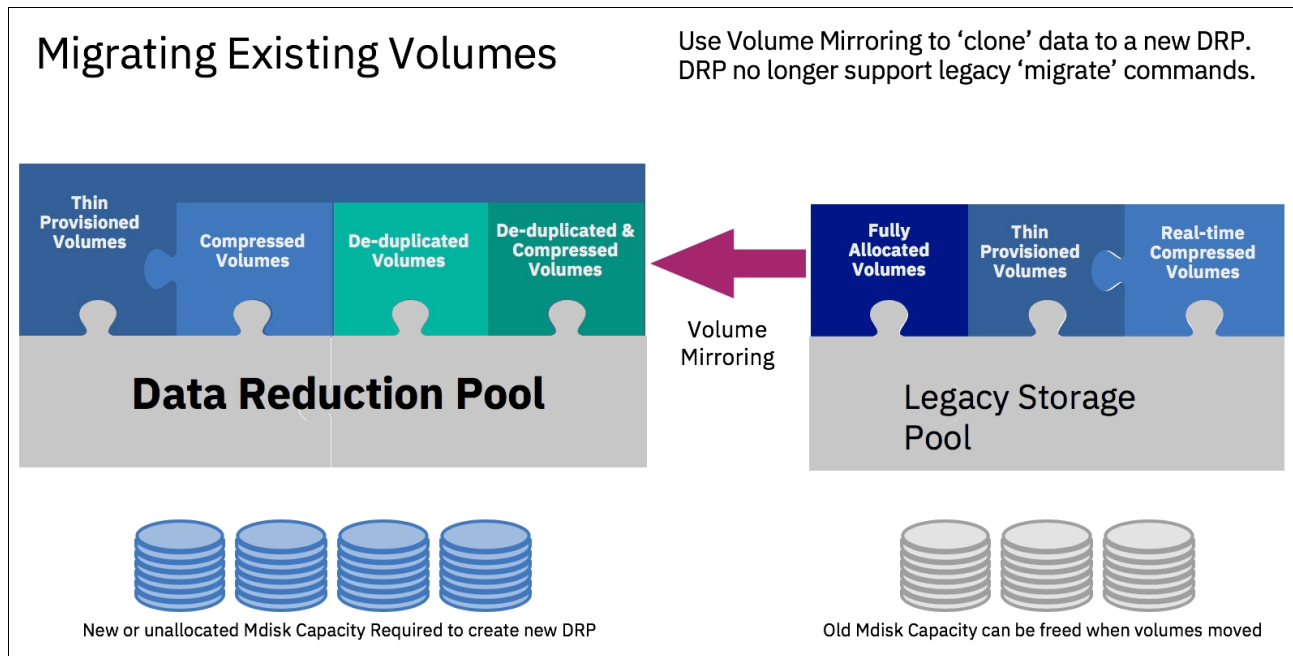 Migrating Existing Volumes
Use Volume Mirroring to ‘clone’ data to a new DRP.
DRP no longer support legacy ‘migrate’ commands.
Thin
Provisioned
Volumes
Compressed
Volumes
De-duplicated
Volumes
De-duplicated &
Compressed
Volumes
Volume
Mirroring
Fully
Allocated
Volumes
Thin
Provisioned
Volumes
Real-time
Compressed
Volumes
Data Reduction Pool
Legacy Storage
Pool
New or unallocated Mdisk Capacity Required to create new DRP
Old Mdisk Capacity can be freed when volumes moved